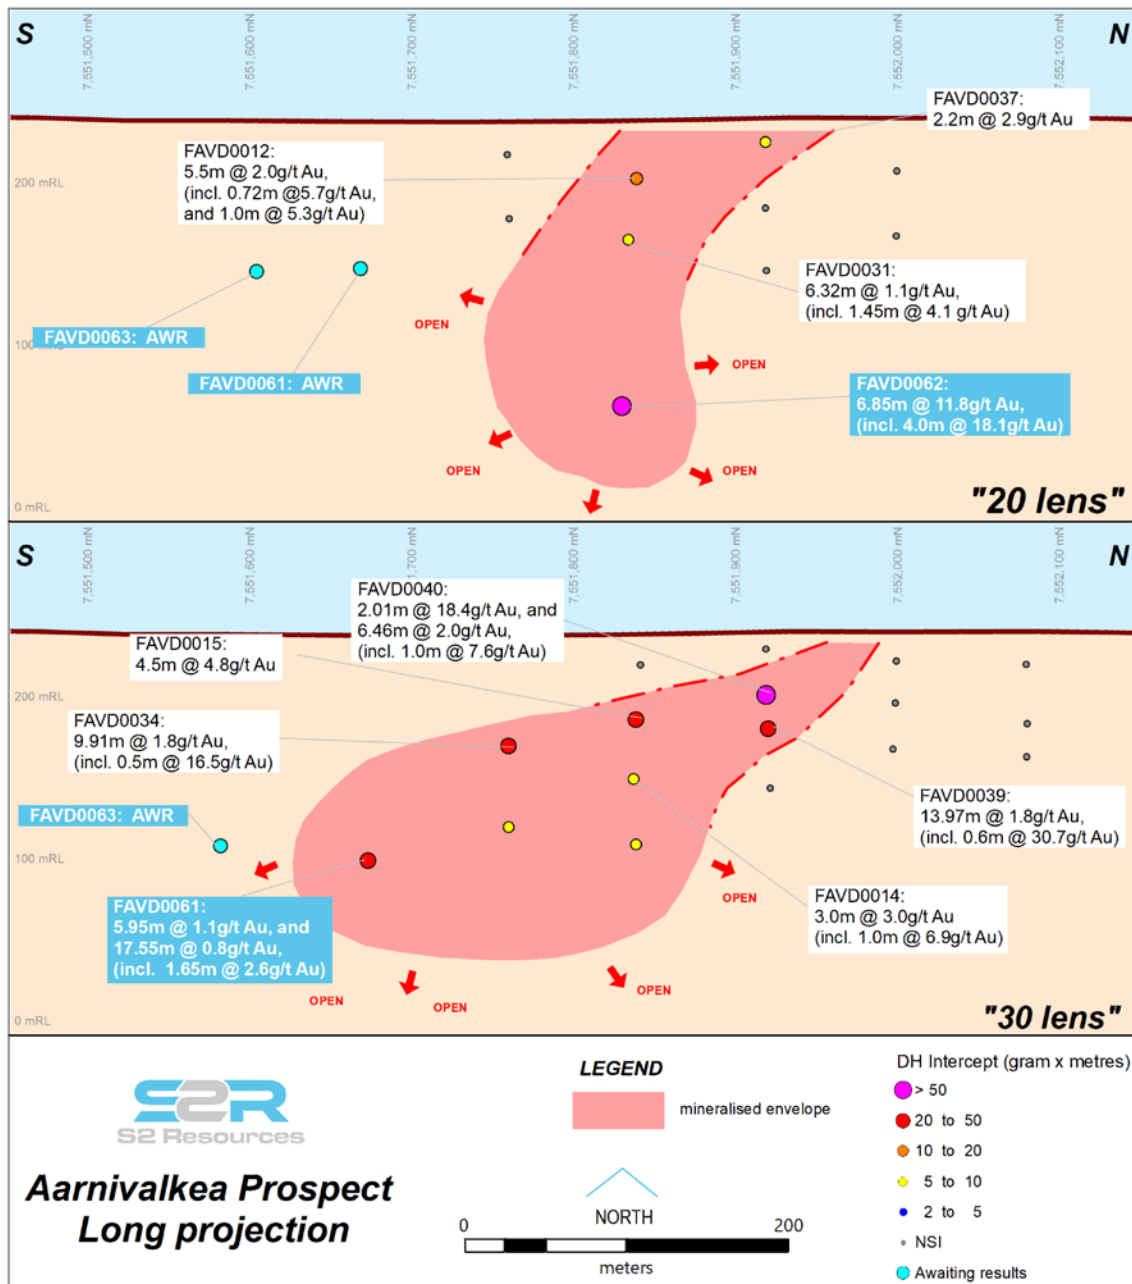 S
N
7,551,500 mN
7,551,600 mN
7,551,700 mN
7,551,800 mN
7,551,900 mN
7,552,000 mN
7,552,100 mN
FAVD0037:
2.2m @ 2.9g/t Au
FAVD0012:
5.5m @ 2.0g/t Au,
(incl. 0.72m @5.7g/t Au,
and 1.0m @ 5.3g/t Au)
200 mRL
FAVD0031:
6.32m @ 1.1g/t Au,
(incl. 1.45m @ 4.1 g/t Au)
OPEN
FAVD0063: AWR
100 mRL
OPEN
FAVD0061: AWR
FAVD0062:
6.85m @ 11.8g/t Au,
(incl. 4.0m @ 18.1g/t Au)
OPEN
OPEN
0 mRL
"20 lens"
S
N
7,551,500 mN
7,551,600 mN
7,551,700 mN
7,551,800 mN
7,551,900 mN
7,552,000 mN
7,552,100 mN
FAVD0040:
2.01m @ 18.4g/t Au, and
6.46m @ 2.0g/t Au,
(incl. 1.0m @ 7.6g/t Au)
FAVD0015:
4.5m @ 4.8g/t Au
200 mRL
FAVD0034:
9.91m @ 1.8g/t Au,
(incl. 0.5m @ 16.5g/t Au)
FAVD0039:
13.97m @ 1.8g/t Au,
(incl. 0.6m @ 30.7g/t Au)
FAVD0063: AWR
100 mRL
FAVD0061:
5.95m @ 1.1g/t Au, and
17.55m @ 0.8g/t Au,
(incl. 1.65m @ 2.6g/t Au)
OPEN
FAVD0014:
3.0m @ 3.0g/t Au
(incl. 1.0m @ 6.9g/t Au)
OPEN
OPEN
OPEN
0 mRL
"30 lens"
S2R
S2 Resources
Aarnivalkea Prospect
Long projection
LEGEND
mineralised envelope
NORTH
0
200
meters
DH Intercept (gram x metres)
> 50
20 to 50
10 to 20
5 to 10
2 to 5
NSI
Awaiting results